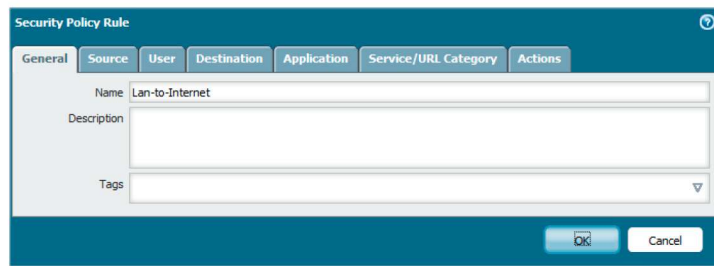 Security Policy Rule
General Source User Destination Application Service/URL Category Actions
Name Lan-to-Internet
Description
Tags
OK Cancel